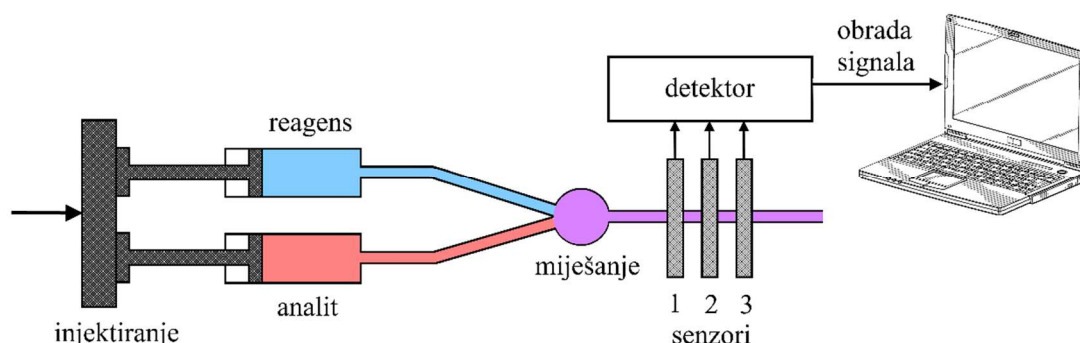 obrada
signala
detektor
reagens
miješanje
analit
injektiranje
1 2 3
senzori